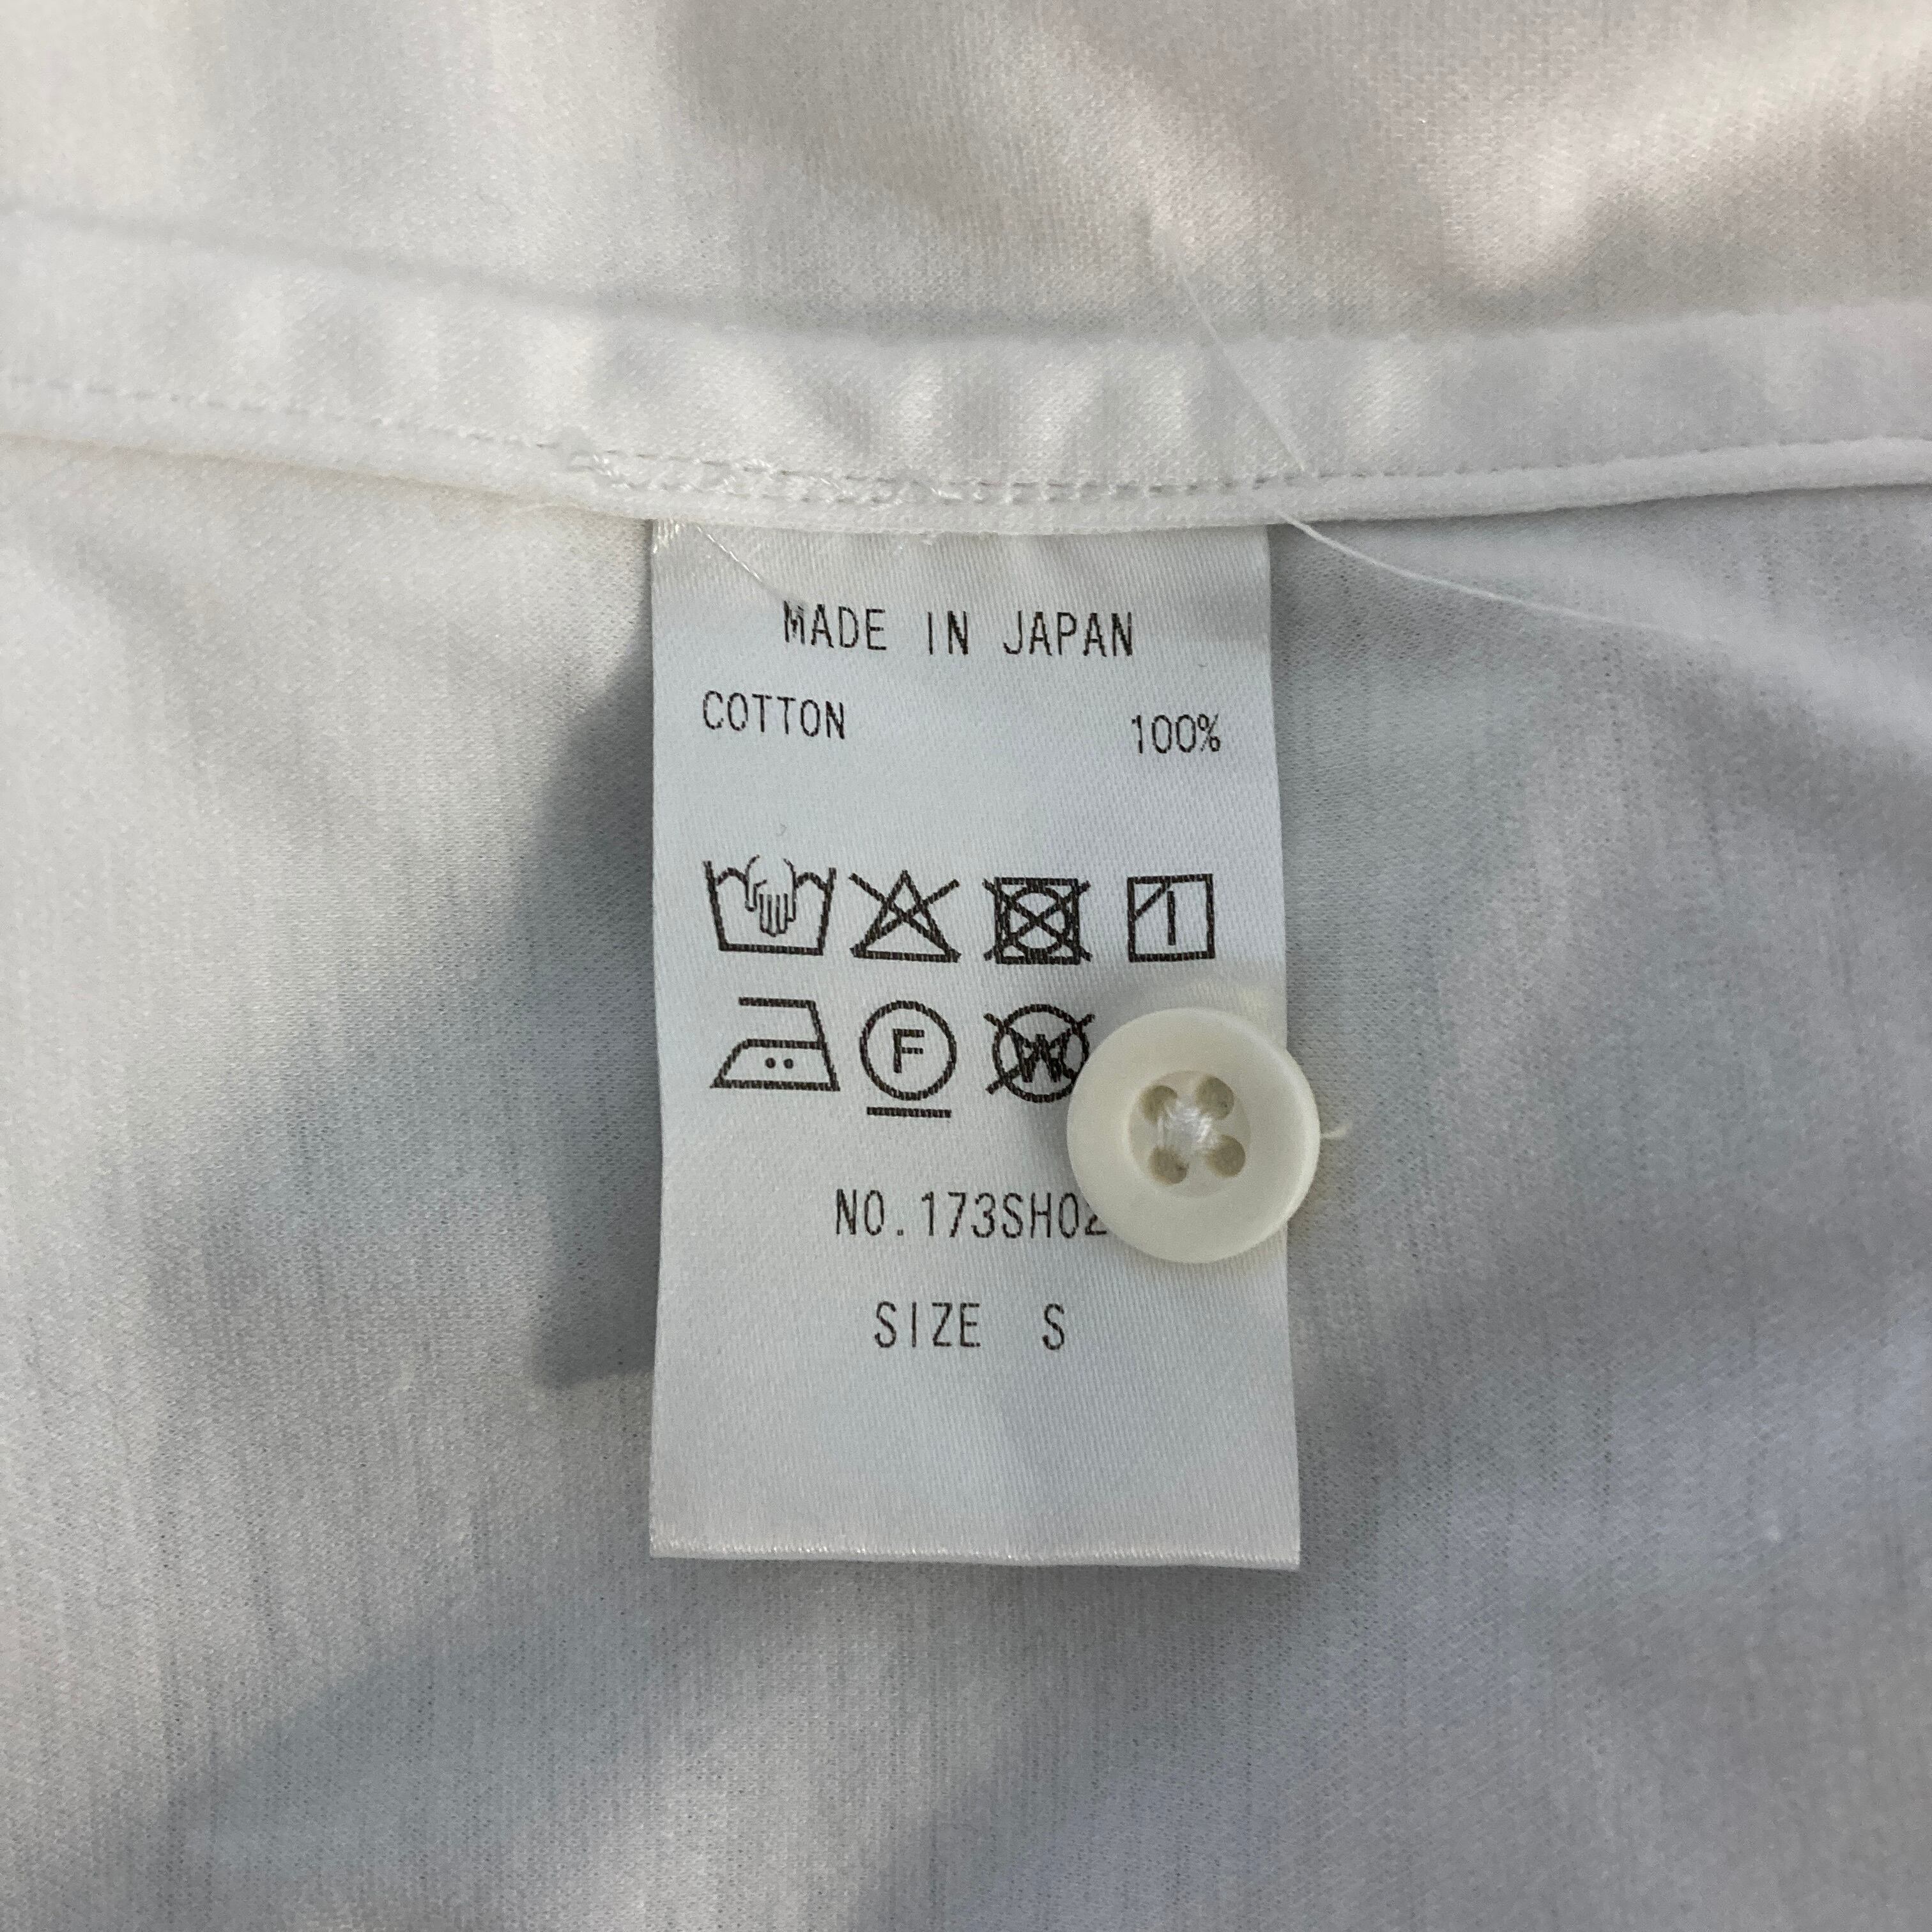 MADE IN JAPAN
COTTON 100%
F W
NO.173SH02
SIZE S